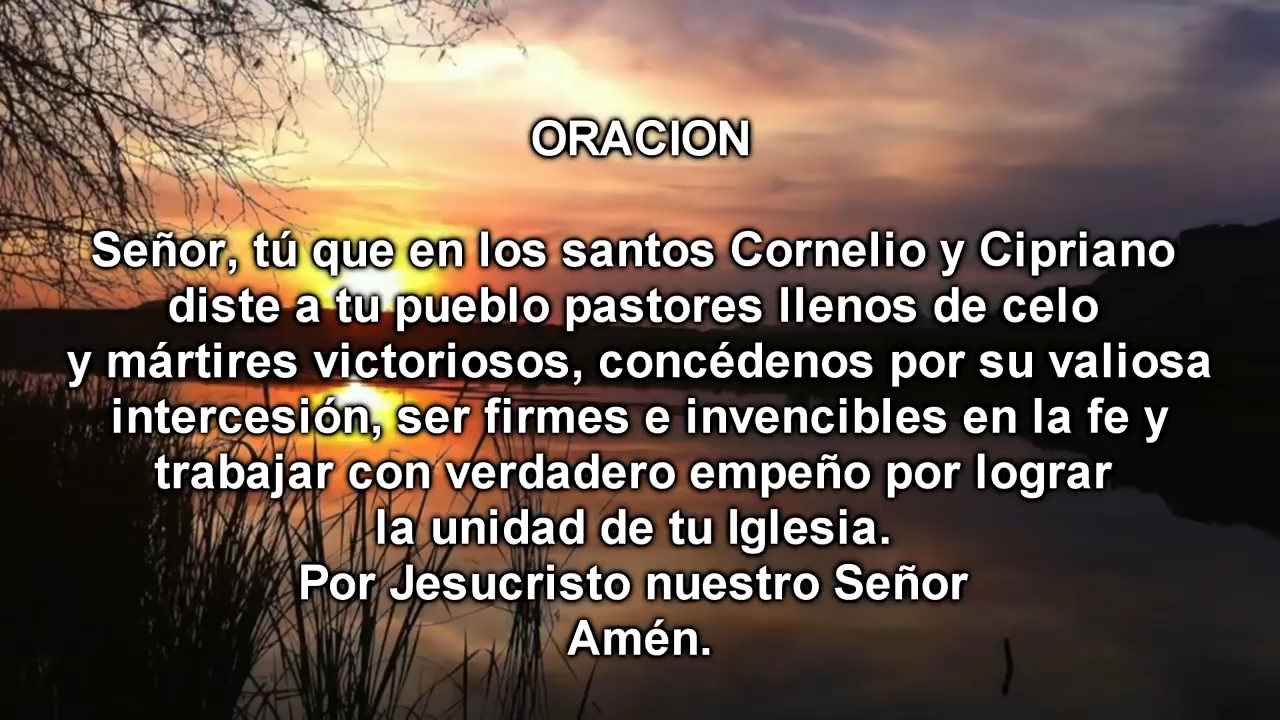 ORACION
Señor, tú que en los santos Cornelio y Cipriano
diste a tu pueblo pastores llenos de celo
y mártires victoriosos, concédenos por su valiosa
intercesión, ser firmes e invencibles en la fe y
trabajar con verdadero empeño por lograr
la unidad de tu Iglesia.
Por Jesucristo nuestro Señor
Amén.